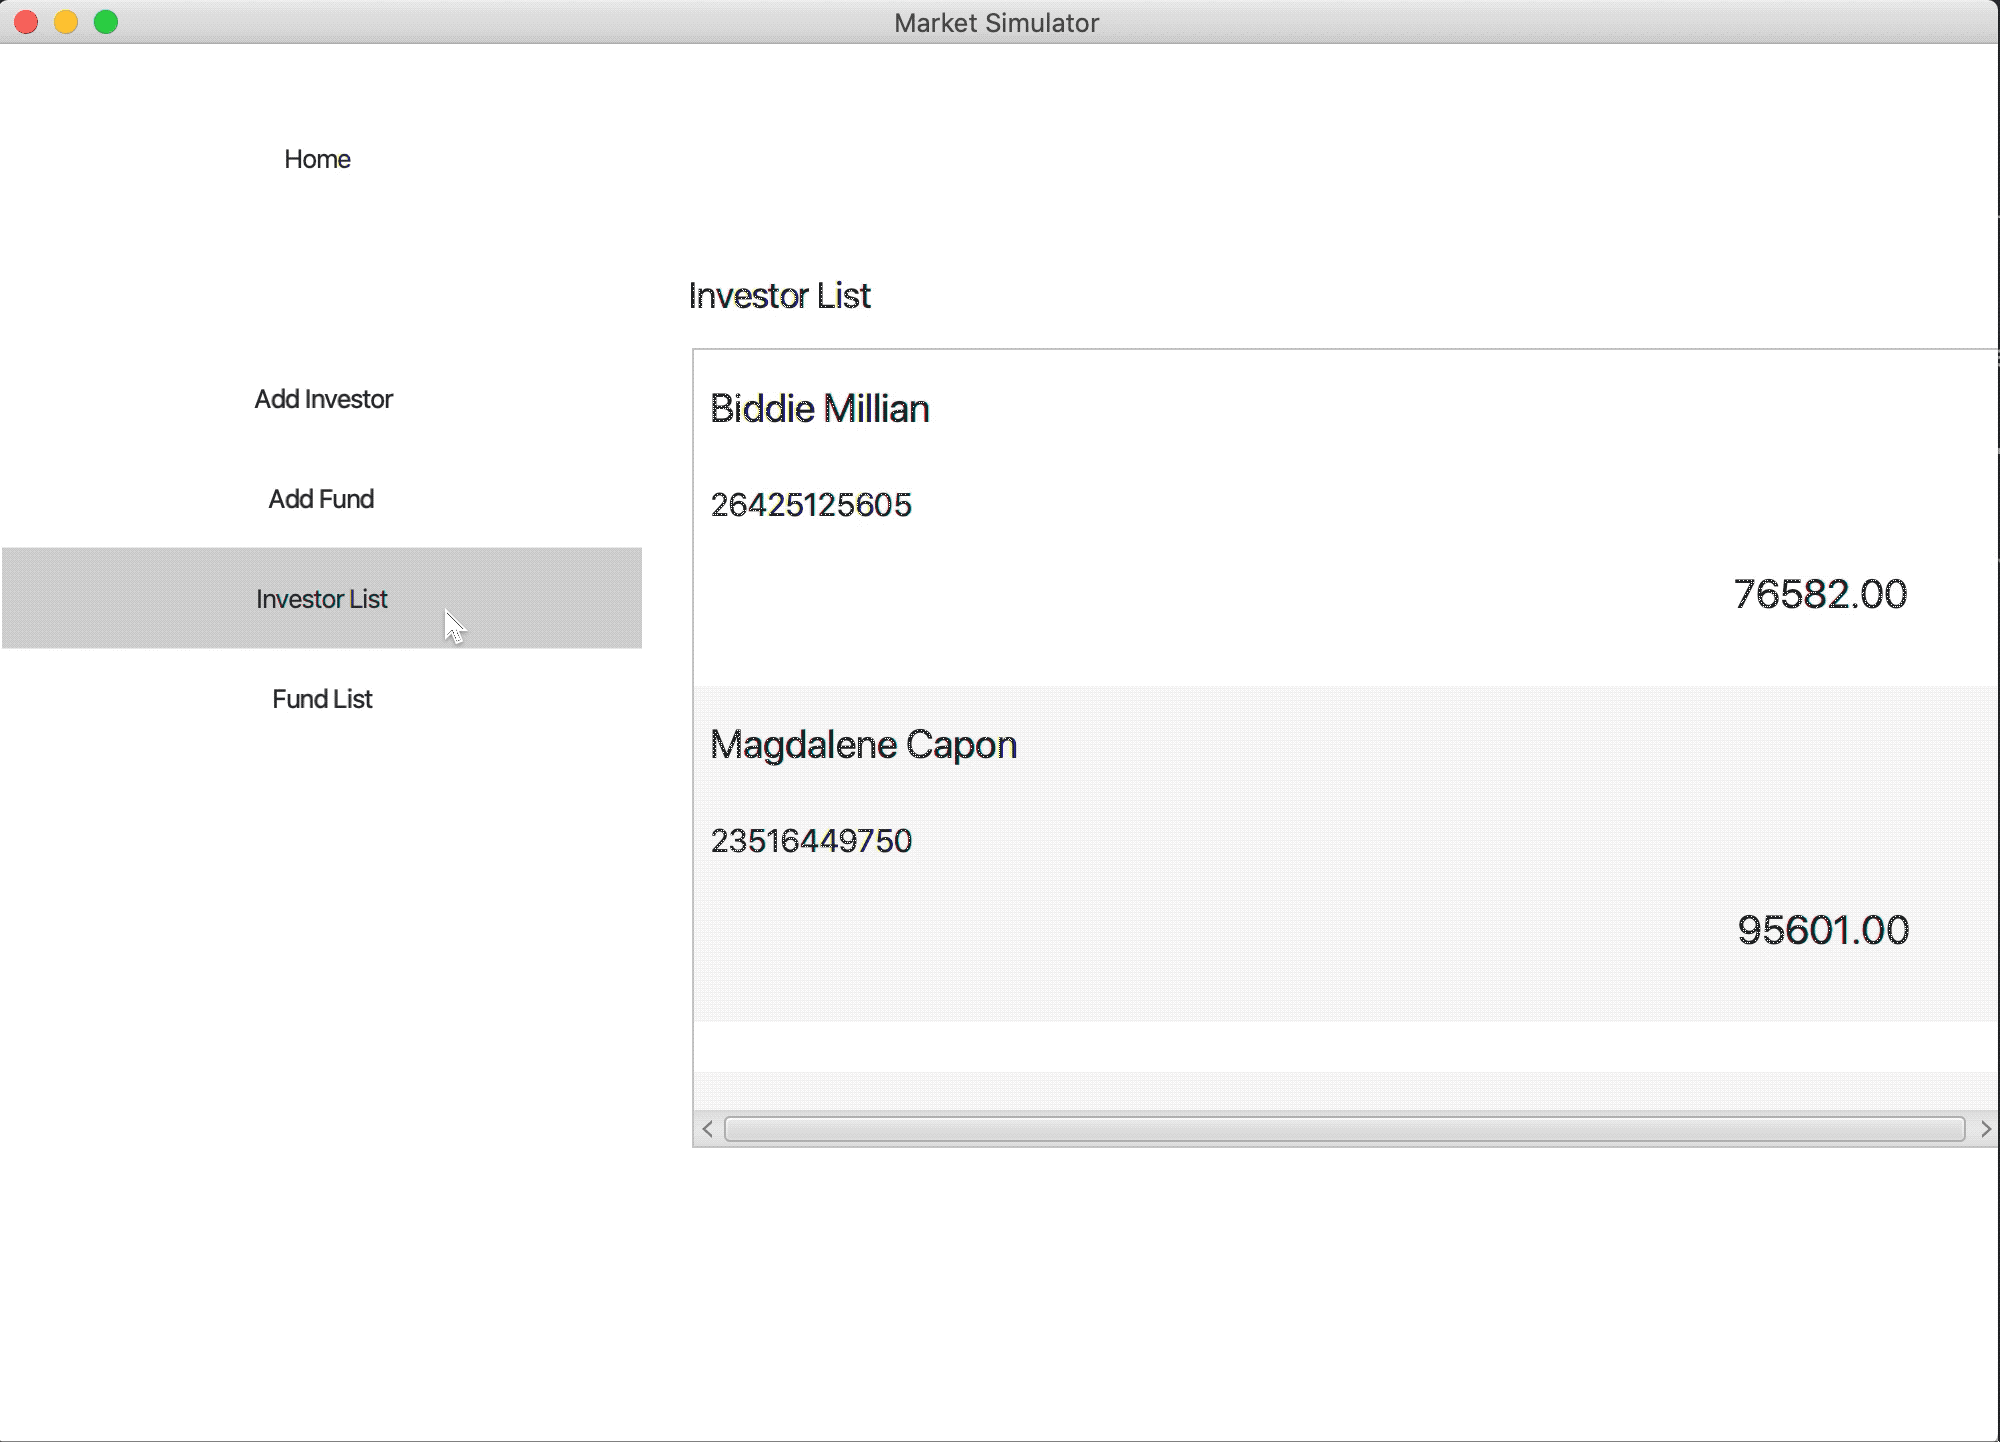 Market Simulator
Home
Add Investor
Add Fund
Investor List
Fund List
Investor List
Biddie Millian
26425125605
76582.00
Magdalene Capon
23516449750
95601.00